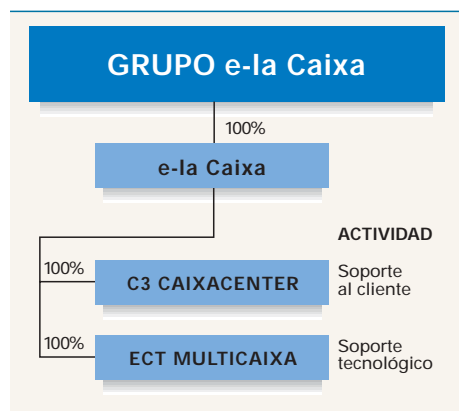 GRUPO e-la Caixa
100%
e-la Caixa
ACTIVIDAD
100%
C3 CAIXACENTER
Soporte
al cliente
100%
ECT MULTICAIXA
Soporte
tecnológico